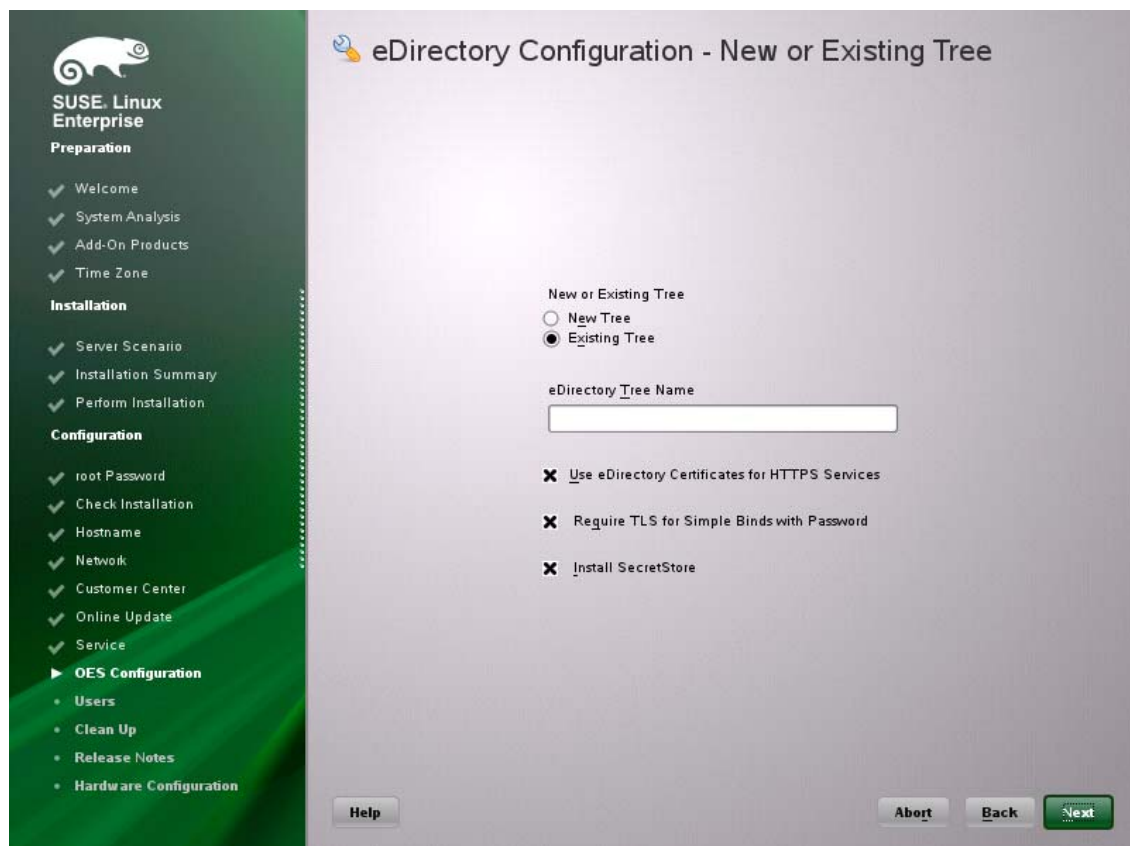 SUSE. Linux
Enterprise
Preparation
Welcome
System Analysis
Add-On Products
Time Zone
Installation
Server Scenario
Installation Summary
Perform Installation
Configuration
root Password
Check Installation
Hostname
Network
Customer Center
Online Update
Service
OES Configuration
Users
Clean Up
Release Notes
Hardware Configuration
eDirectory Configuration - New or Existing Tree
New or Existing Tree
New Tree
Existing Tree
eDirectory Tree Name
Use eDirectory Certificates for HTTPS Services
Require TLS for Simple Binds with Password
Install SecretStore
Help
Abort
Back
Next